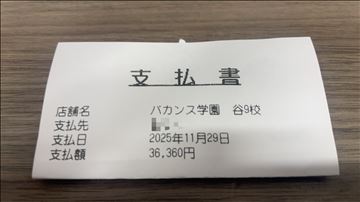 支払書
店舗名 バカンス学園 谷9校
支払先
支払日 2025年11月29日
支払額 36,360円